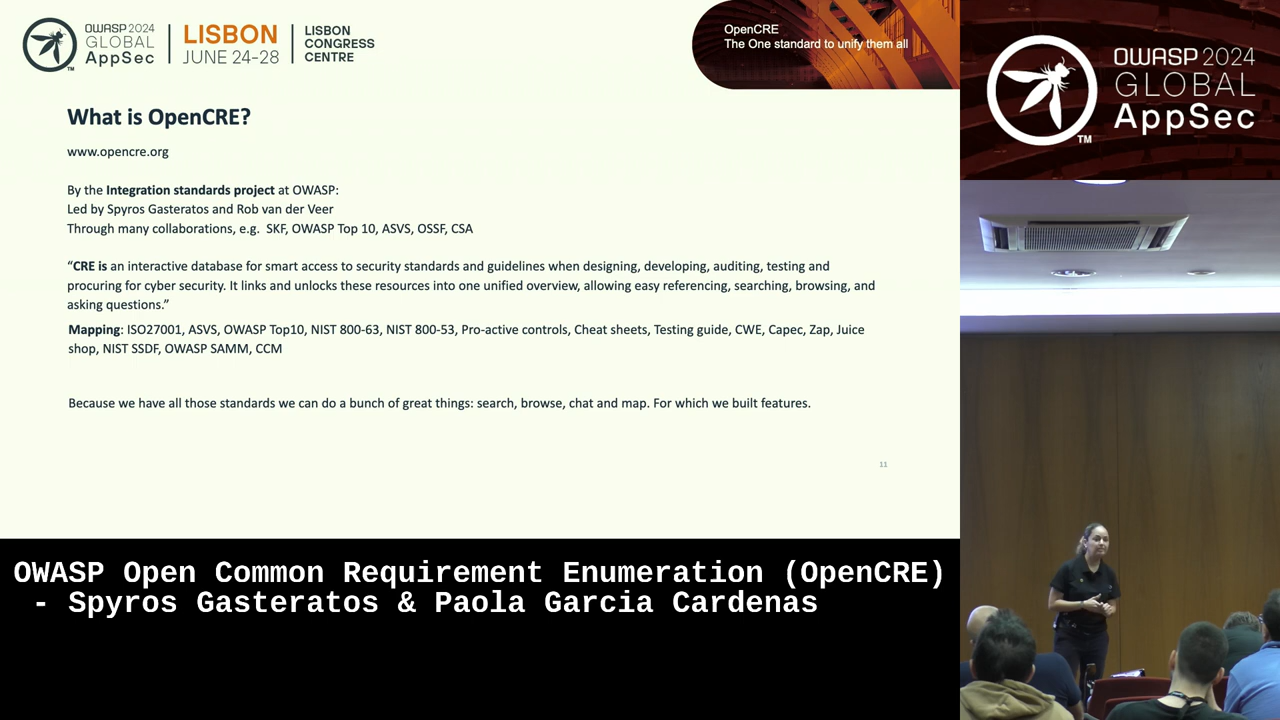 OWASP 2024
GLOBAL
AppSec
TM
LISBON
JUNE 24-28
LISBON
CONGRESS
CENTRE
OpenCRE
The One standard to unify them all
OWASP 2024
GLOBAL
AppSec
TM
What is OpenCRE?
www.opencre.org
By the Integration standards project at OWASP:
Led by Spyros Gasteratos and Rob van der Veer
Through many collaborations, e.g.  SKF, OWASP Top 10, ASVS, OSSF, CSA
“CRE is an interactive database for smart access to security standards and guidelines when designing, developing, auditing, testing and
procuring for cyber security. It links and unlocks these resources into one unified overview, allowing easy referencing, searching, browsing, and
asking questions.”
Mapping: ISO27001, ASVS, OWASP Top10, NIST 800-63, NIST 800-53, Pro-active controls, Cheat sheets, Testing guide, CWE, Capec, Zap, Juice
shop, NIST SSDF, OWASP SAMM, CCM
Because we have all those standards we can do a bunch of great things: search, browse, chat and map. For which we built features.
11
OWASP Open Common Requirement Enumeration (OpenCRE)
- Spyros Gasteratos & Paola Garcia Cardenas